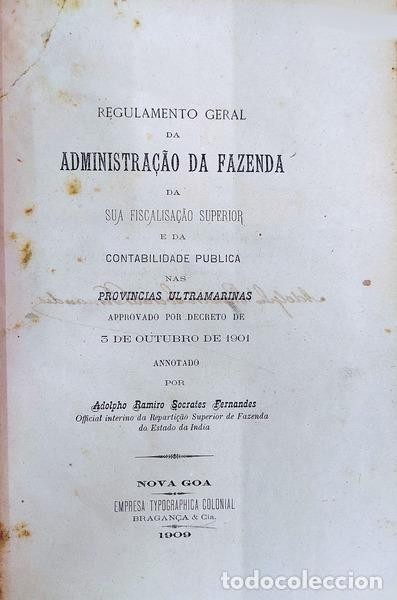 REGULAMENTO GERAL
DA
ADMINISTRAÇÃO DA FAZENDA
DA
SUA FISCALISAÇÃO SUPERIOR
E DA
CONTABILIDADE PUBLICA
NAS
PROVINCIAS ULTRAMARINAS
APPROVADO POR DECRETO DE
3 DE OUTUBRO DE 1901
ANNOTADO
POR
Adolpho Ramiro Socrates Fernandes
Official interino da Repartição Superior de Fazenda
do Estado da India
NOVA GOA
EMPRESA TYPOGRAPHICA COLONIAL
BRAGANÇA & Cia.
1909
todocoleccion